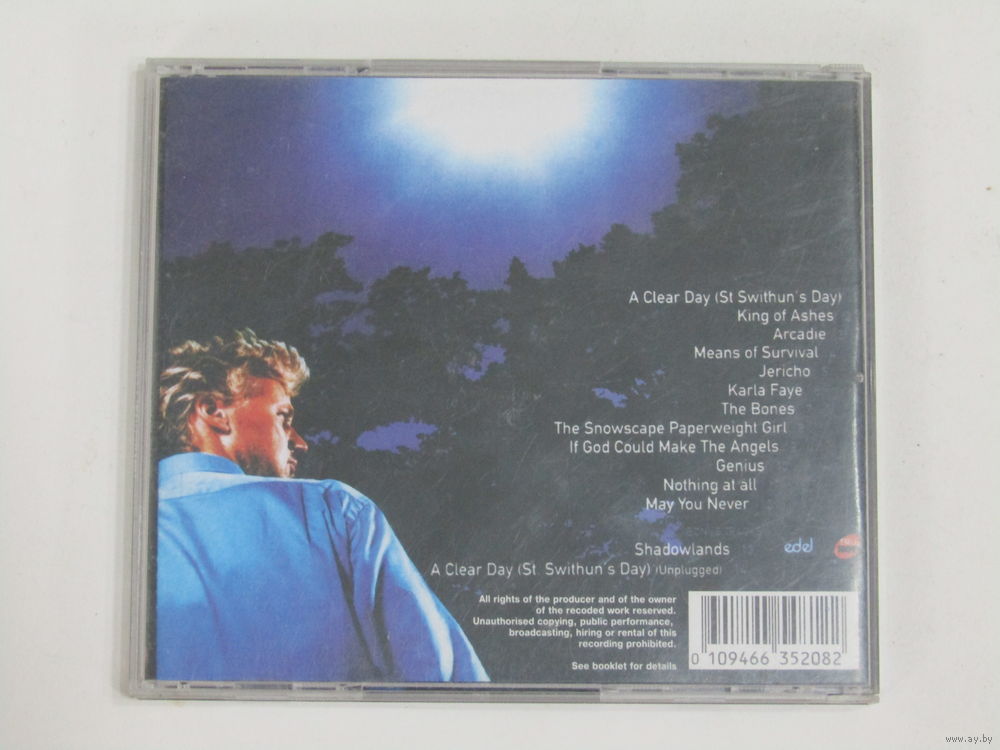 A Clear Day (St Swithun's Day)
King of Ashes
Arcadie
Means of Survival
Jericho
Karla Faye
The Bones
The Snowscape Paperweight Girl
If God Could Make The Angels
Genius
Nothing at all
May You Never
Shadowlands
edel
A Clear Day (St. Swithun's Day) (Unplugged)
All rights of the producer and of the owner
of the recoded work reserved.
Unauthorised copying, public performance,
broadcasting, hiring or rental of this
recording prohibited.
See booklet for details
0 109466 352082
www.ay.by